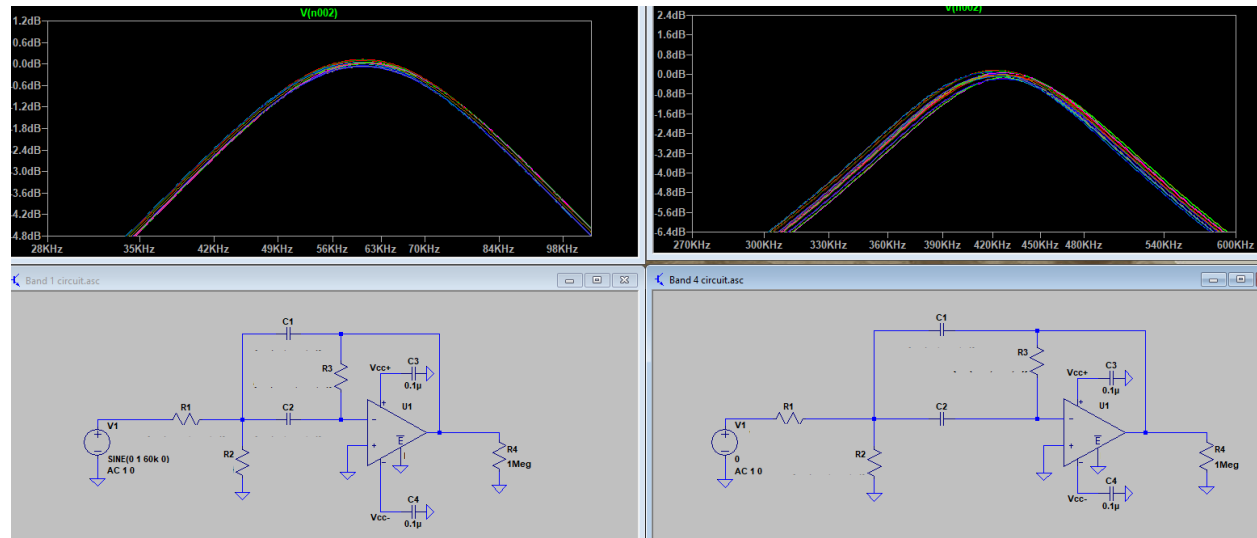 V(n002)
1.2dB
0.6dB
0.0dB
-0.6dB
-1.2dB
-1.8dB
-2.4dB
-3.0dB
-3.6dB
-4.2dB
-4.8dB
28KHz 35KHz 42KHz 49KHz 56KHz 63KHz 70KHz 84KHz 98KHz
V(n002)
2.4dB
1.6dB
0.8dB
0.0dB
-0.8dB
-1.6dB
-2.4dB
-3.2dB
-4.0dB
-4.8dB
-5.6dB
-6.4dB
270KHz 300KHz 330KHz 360KHz 390KHz 420KHz 450KHz 480KHz 540KHz 600KHz
Band 1 circuit.asc
C1
R3
Vcc+
C3
0.1µ
R1
C2
U1
V1
E
R2
R4
1Meg
SINE(0 1 60k 0)
AC 1 0
C4
Vcc-
0.1µ
Band 4 circuit.asc
C1
R3
Vcc+
C3
0.1µ
R1
C2
U1
V1
E
R2
R4
1Meg
0
AC 1 0
C4
Vcc-
0.1µ